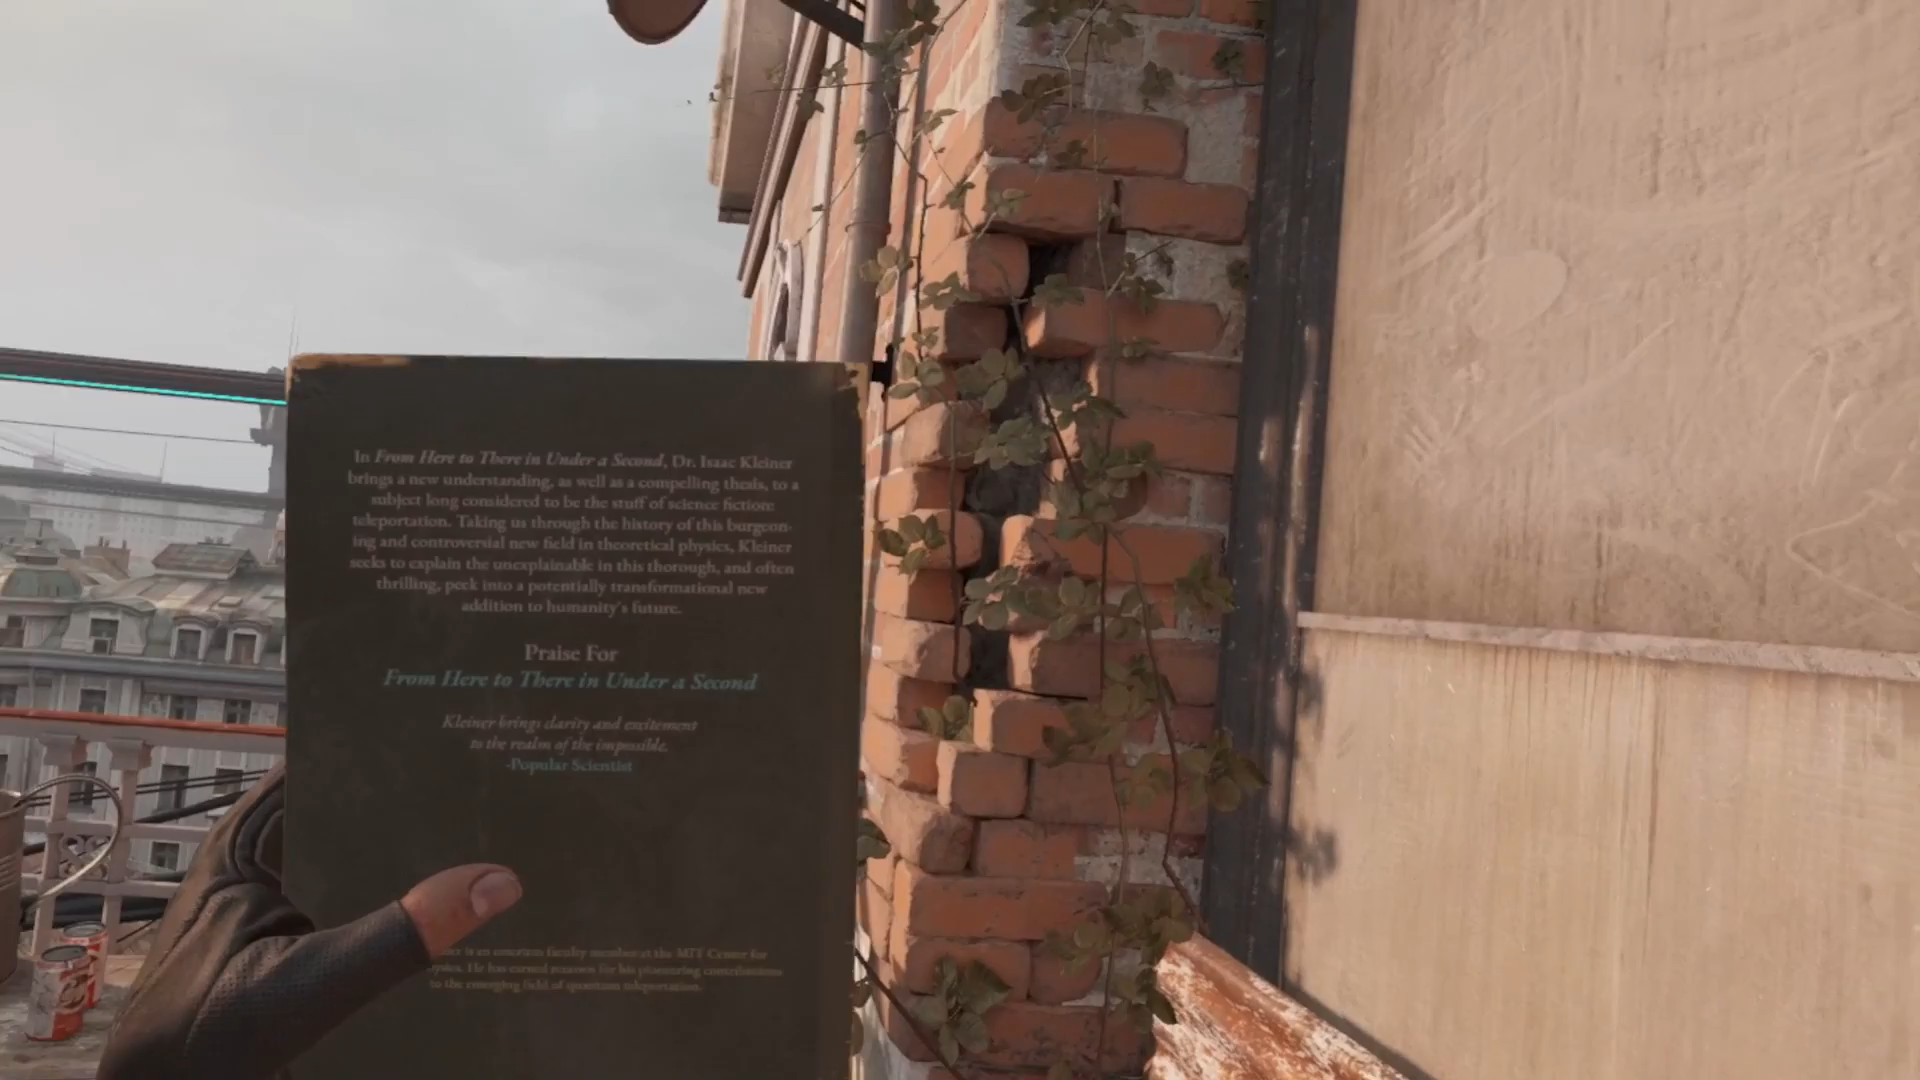 In From Here to There in Under a Second, Dr. Isaac Kleiner
brings a new understanding, as well as a compelling thesis, to a
subject long considered to be the stuff of science fiction:
teleportation. Taking us through the history of this burgeon-
ing and controversial new field in theoretical physics, Kleiner
seeks to explain the unexplainable in this thorough, and often
thrilling, peek into a potentially transformational new
addition to humanity's future.
Praise For
From Here to There in Under a Second
Kleiner brings clarity and excitement
to the realm of the impossible.
-Popular Scientist
is an emeritus faculty member at the MIT Center for
He has earned renown for his pioneering contributions
to the emerging field of quantum teleportation.